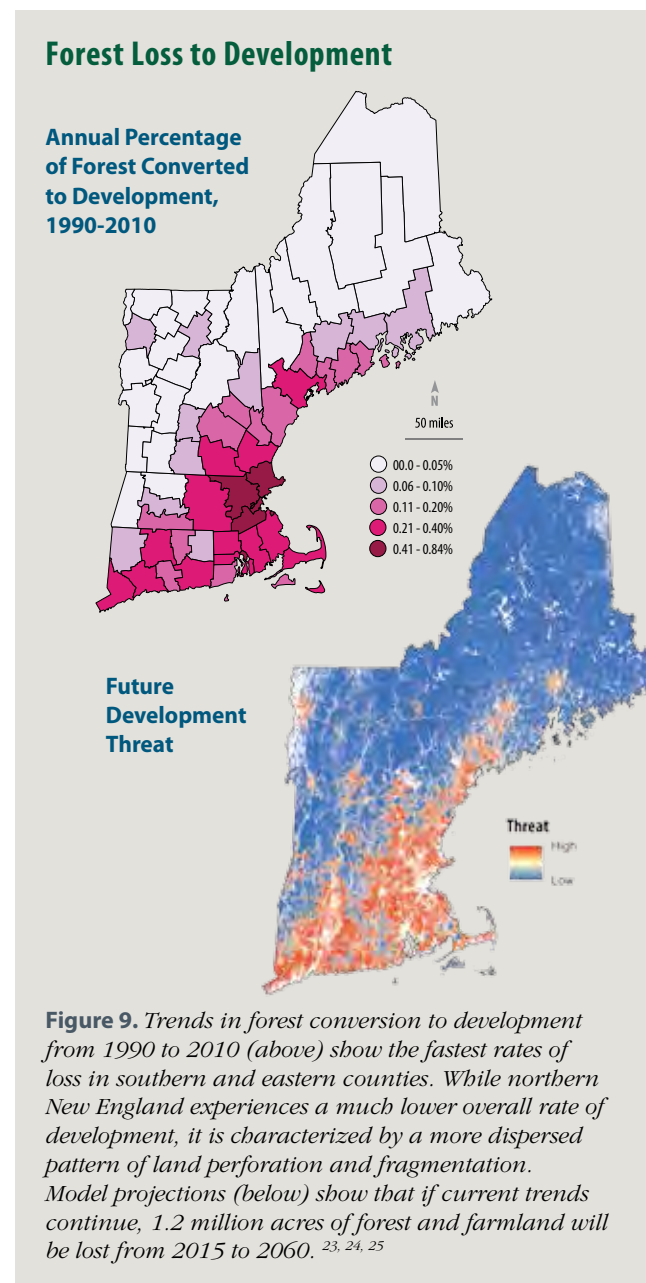 Forest Loss to Development
Annual Percentage
of Forest Converted
to Development,
1990-2010
N
50 miles
00.0 - 0.05%
0.06 - 0.10%
0.11 - 0.20%
0.21 - 0.40%
0.41 - 0.84%
Future
Development
Threat
Threat
High
Low
Figure 9. Trends in forest conversion to development
from 1990 to 2010 (above) show the fastest rates of
loss in southern and eastern counties. While northern
New England experiences a much lower overall rate of
development, it is characterized by a more dispersed
pattern of land perforation and fragmentation.
Model projections (below) show that if current trends
continue, 1.2 million acres of forest and farmland will
be lost from 2015 to 2060. 23, 24, 25